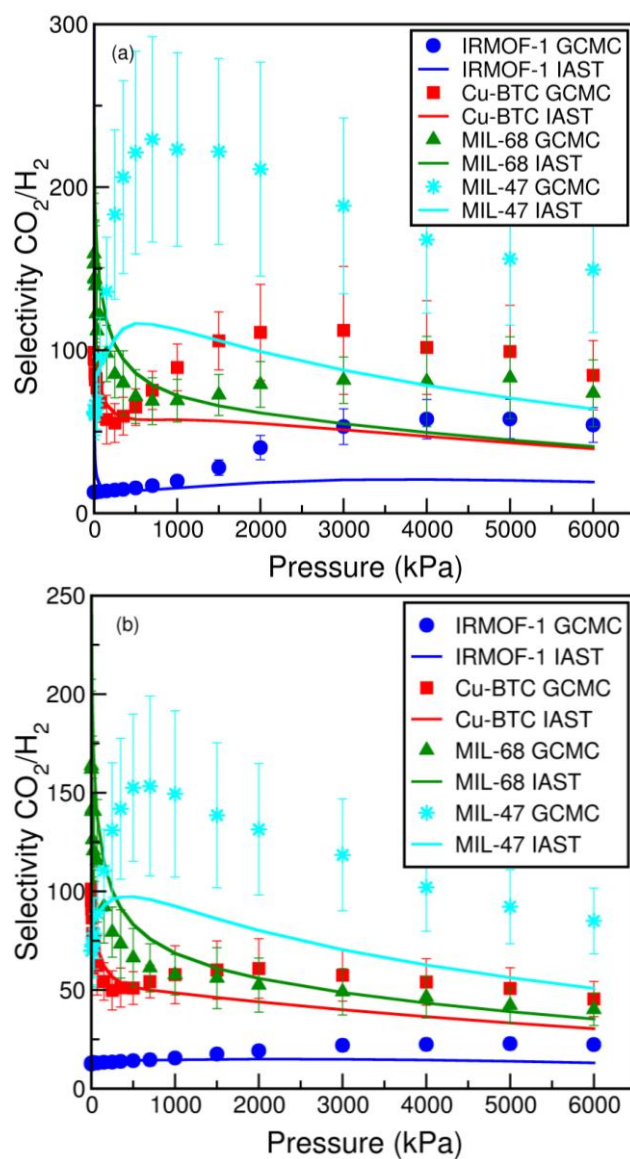 300
200
100
0
Selectivity CO₂/H₂
(a)
IRMOF-1 GCMC
IRMOF-1 IAST
Cu-BTC GCMC
Cu-BTC IAST
MIL-68 GCMC
MIL-68 IAST
MIL-47 GCMC
MIL-47 IAST
0 1000 2000 3000 4000 5000 6000
Pressure (kPa)
250
200
150
100
50
0
Selectivity CO₂/H₂
(b)
IRMOF-1 GCMC
IRMOF-1 IAST
Cu-BTC GCMC
Cu-BTC IAST
MIL-68 GCMC
MIL-68 IAST
MIL-47 GCMC
MIL-47 IAST
0 1000 2000 3000 4000 5000 6000
Pressure (kPa)